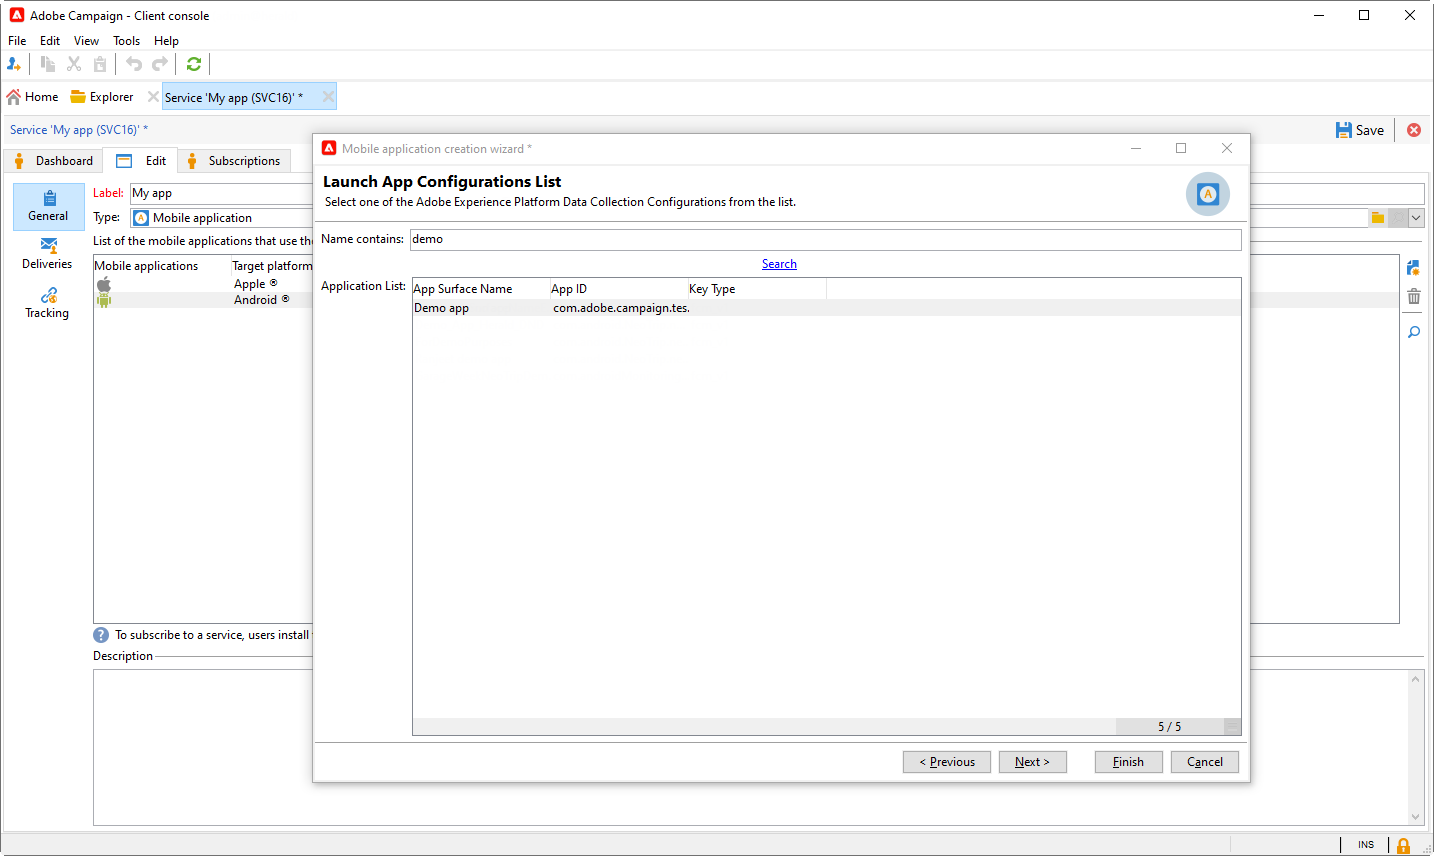 Adobe Campaign - Client console
File Edit View Tools Help
Home Explorer Service 'My app (SVC16)' *
Service 'My app (SVC16)' *
Save
Dashboard Edit Subscriptions
General
Deliveries
Tracking
Label: My app
Type: Mobile application
List of the mobile applications that use the
Mobile applications Target platform
Apple ®
Android ®
? To subscribe to a service, users install
Description
Mobile application creation wizard *
Launch App Configurations List
Select one of the Adobe Experience Platform Data Collection Configurations from the list.
Name contains: demo
Search
Application List:
App Surface Name App ID Key Type
Demo app com.adobe.campaign.tes.
5 / 5
< Previous Next > Finish Cancel
INS